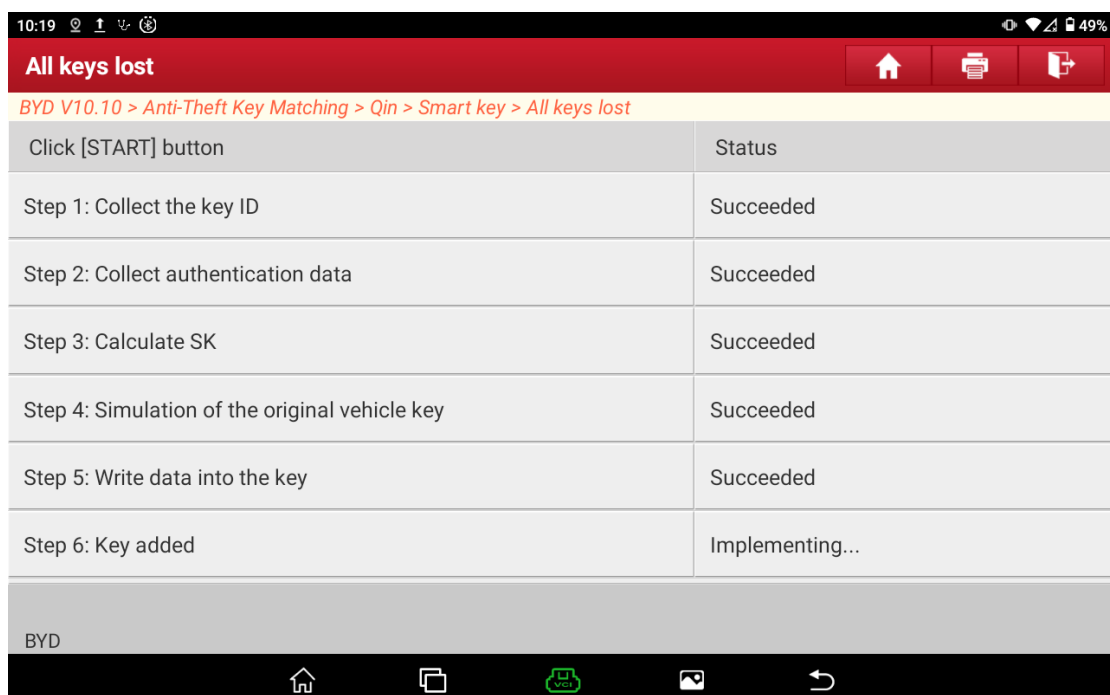 10:19 49%
All keys lost
BYD V10.10 > Anti-Theft Key Matching > Qin > Smart key > All keys lost
Click [START] button Status
Step 1: Collect the key ID Succeeded
Step 2: Collect authentication data Succeeded
Step 3: Calculate SK Succeeded
Step 4: Simulation of the original vehicle key Succeeded
Step 5: Write data into the key Succeeded
Step 6: Key added Implementing...
BYD
VCI